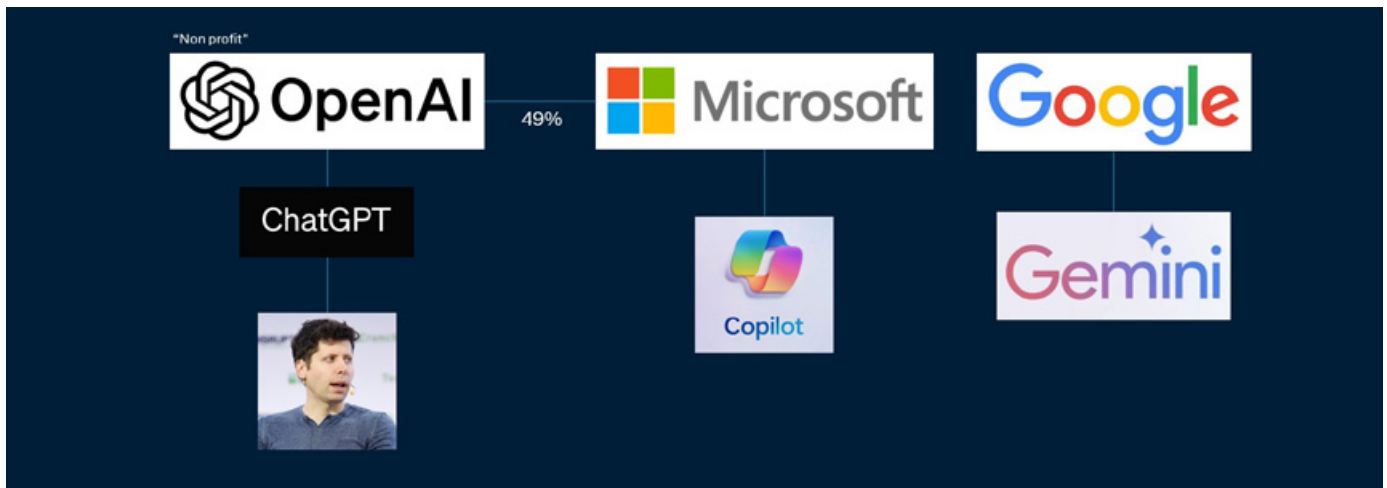 "Non profit"
OpenAI
49%
Microsoft
Google
ChatGPT
Copilot
Gemini